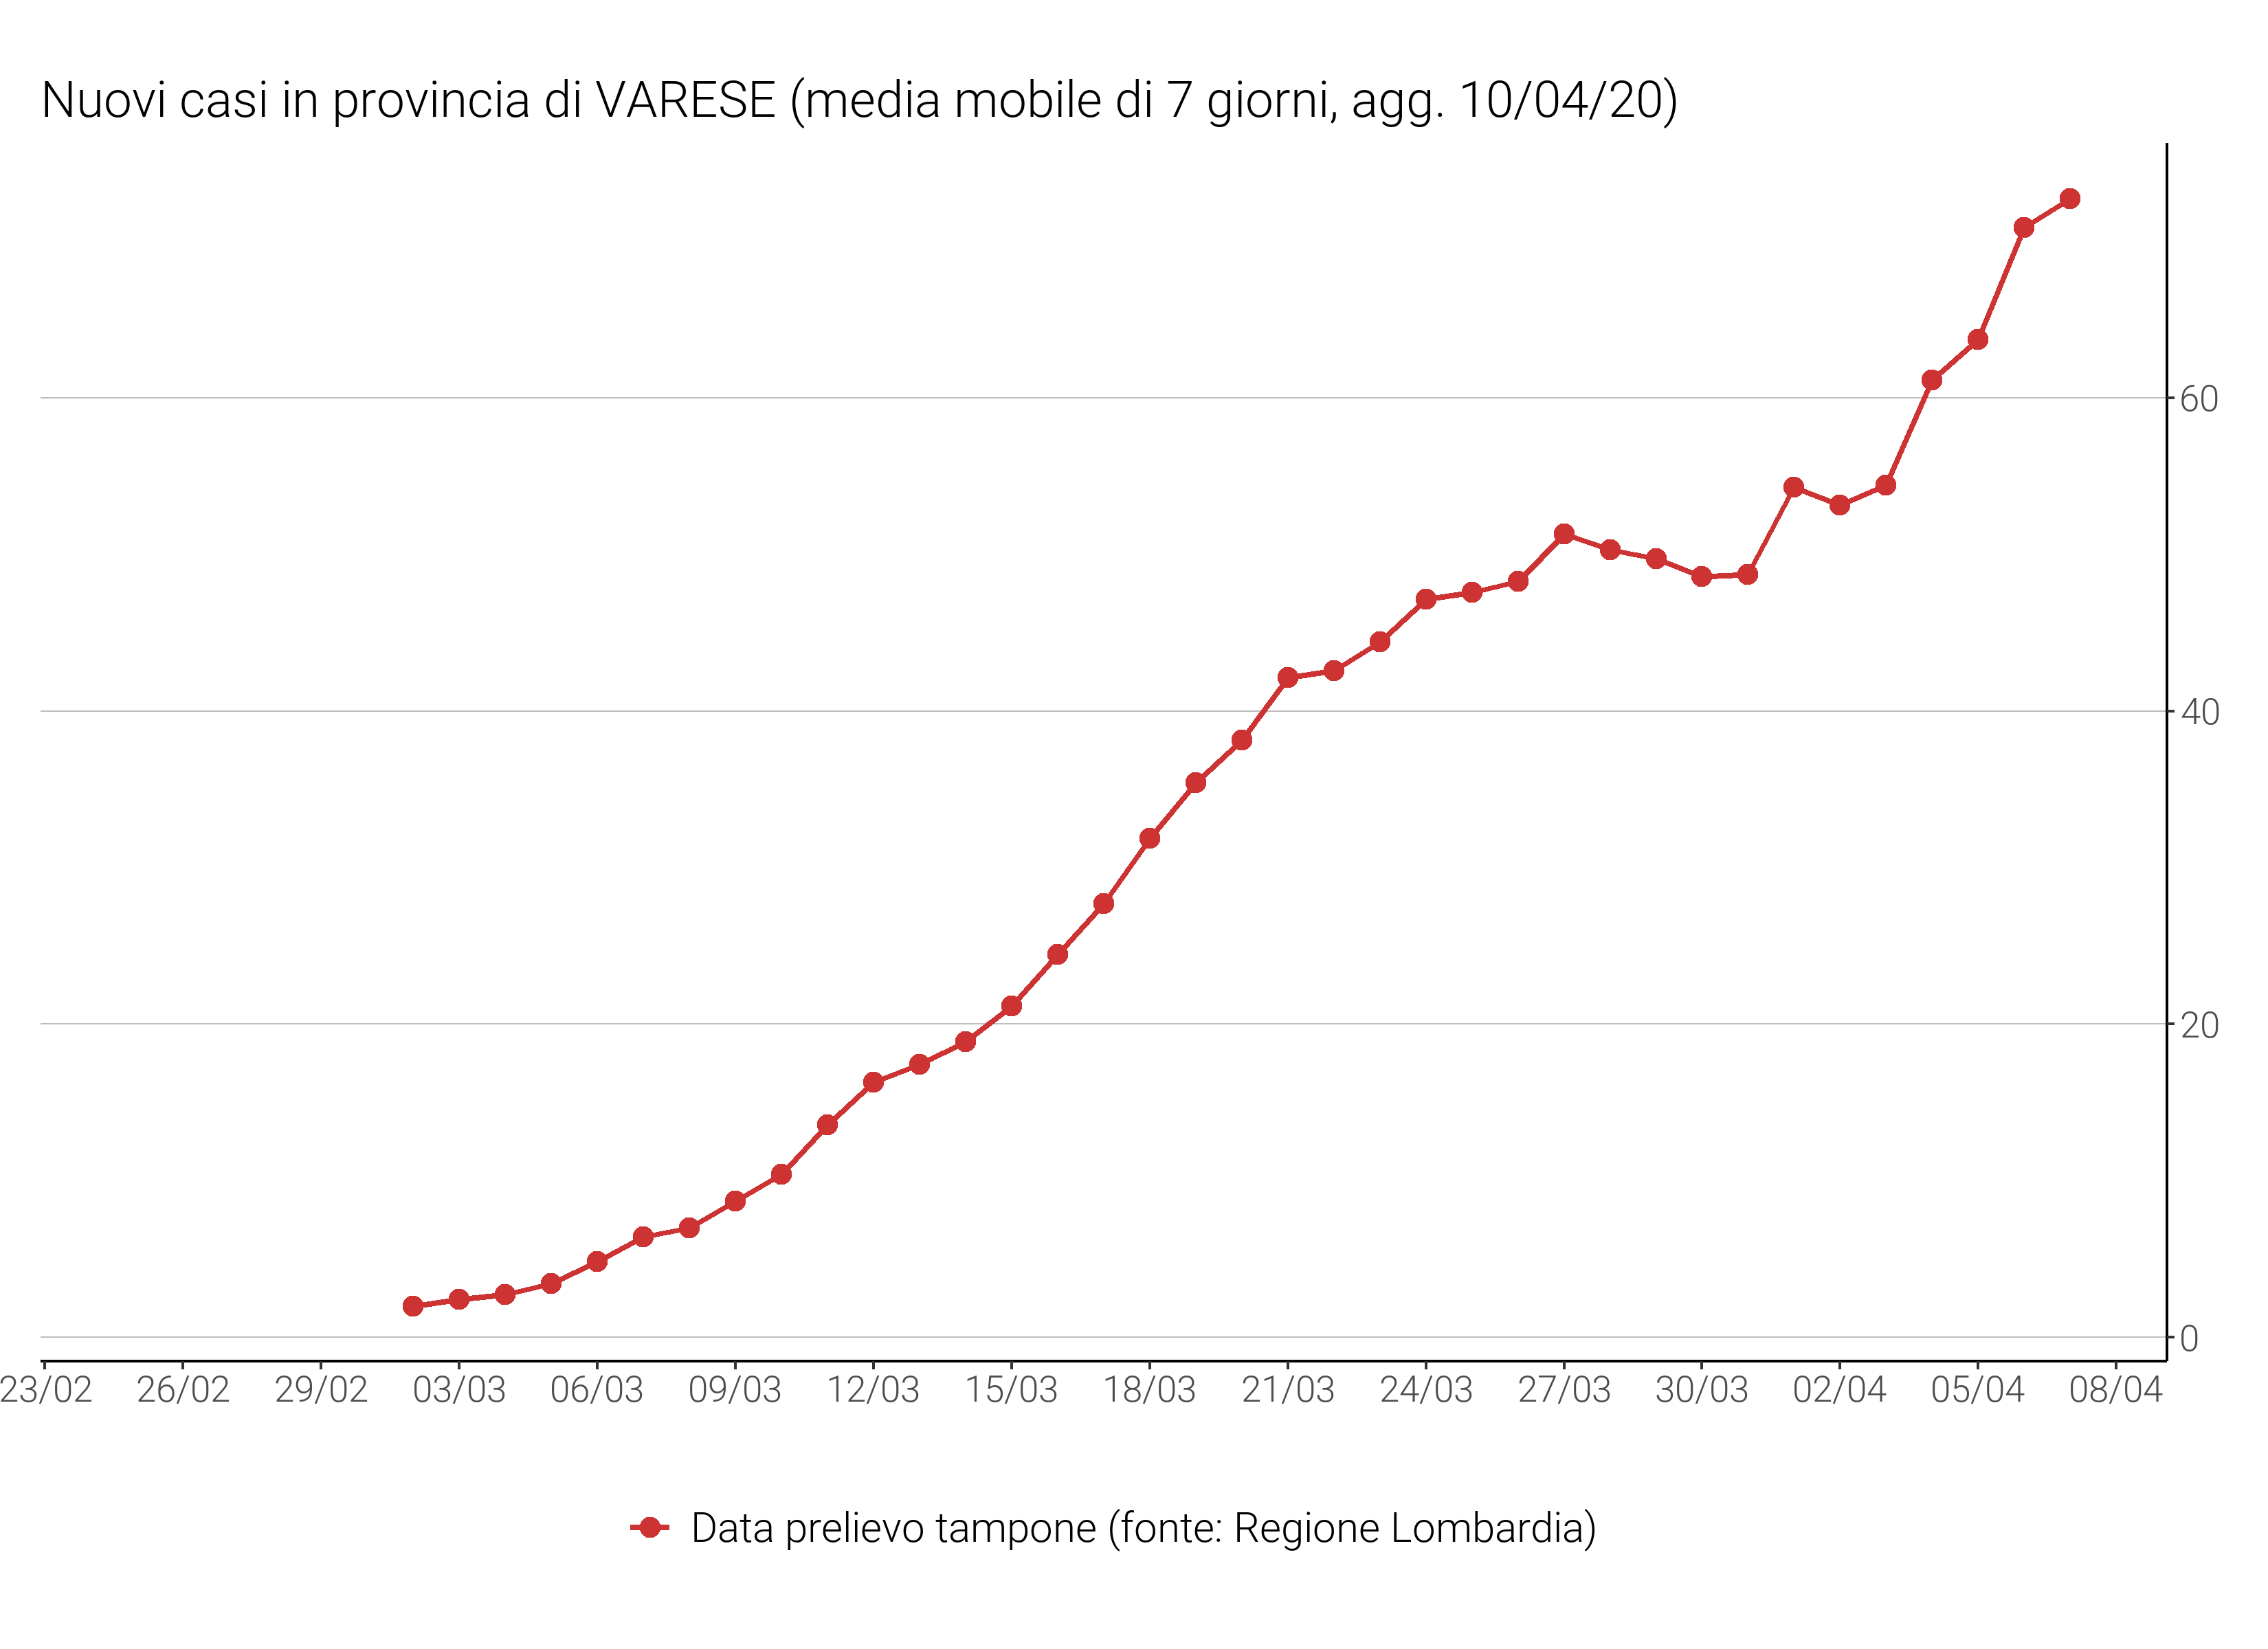 Nuovi casi in provincia di VARESE (media mobile di 7 giorni, agg. 10/04/20)
60
40
20
0
23/02 26/02 29/02 03/03 06/03 09/03 12/03 15/03 18/03 21/03 24/03 27/03 30/03 02/04 05/04 08/04
Data prelievo tampone (fonte: Regione Lombardia)